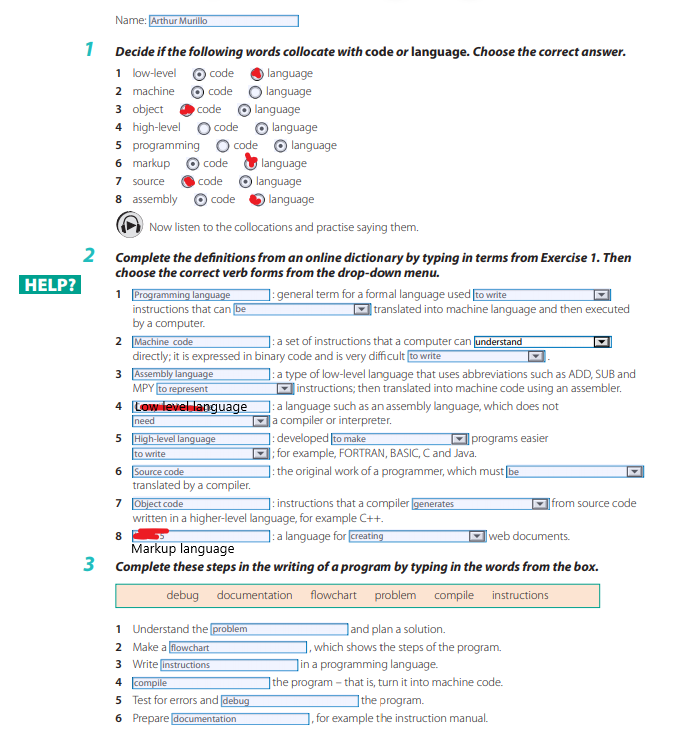 Name: Arthur Murillo
1 Decide if the following words collocate with code or language. Choose the correct answer.
1 low-level code language
2 machine code language
3 object code language
4 high-level code language
5 programming code language
6 markup code language
7 source code language
8 assembly code language
Now listen to the collocations and practise saying them.
2 Complete the definitions from an online dictionary by typing in terms from Exercise 1. Then
choose the correct verb forms from the drop-down menu.
HELP?
1 Programming language : general term for a formal language used to write
instructions that can be translated into machine language and then executed
by a computer.
2 Machine code : a set of instructions that a computer can understand
directly; it is expressed in binary code and is very difficult to write .
3 Assembly language : a type of low-level language that uses abbreviations such as ADD, SUB and
MPY to represent instructions; then translated into machine code using an assembler.
4 Low level language : a language such as an assembly language, which does not
need a compiler or interpreter.
5 High-level language : developed to make programs easier
to write ; for example, FORTRAN, BASIC, C and Java.
6 Source code : the original work of a programmer, which must be
translated by a compiler.
7 Object code : instructions that a compiler generates from source code
written in a higher-level language, for example C++.
8 : a language for creating web documents.
Markup language
3 Complete these steps in the writing of a program by typing in the words from the box.
debug documentation flowchart problem compile instructions
1 Understand the problem and plan a solution.
2 Make a flowchart , which shows the steps of the program.
3 Write instructions in a programming language.
4 compile the program – that is, turn it into machine code.
5 Test for errors and debug the program.
6 Prepare documentation , for example the instruction manual.